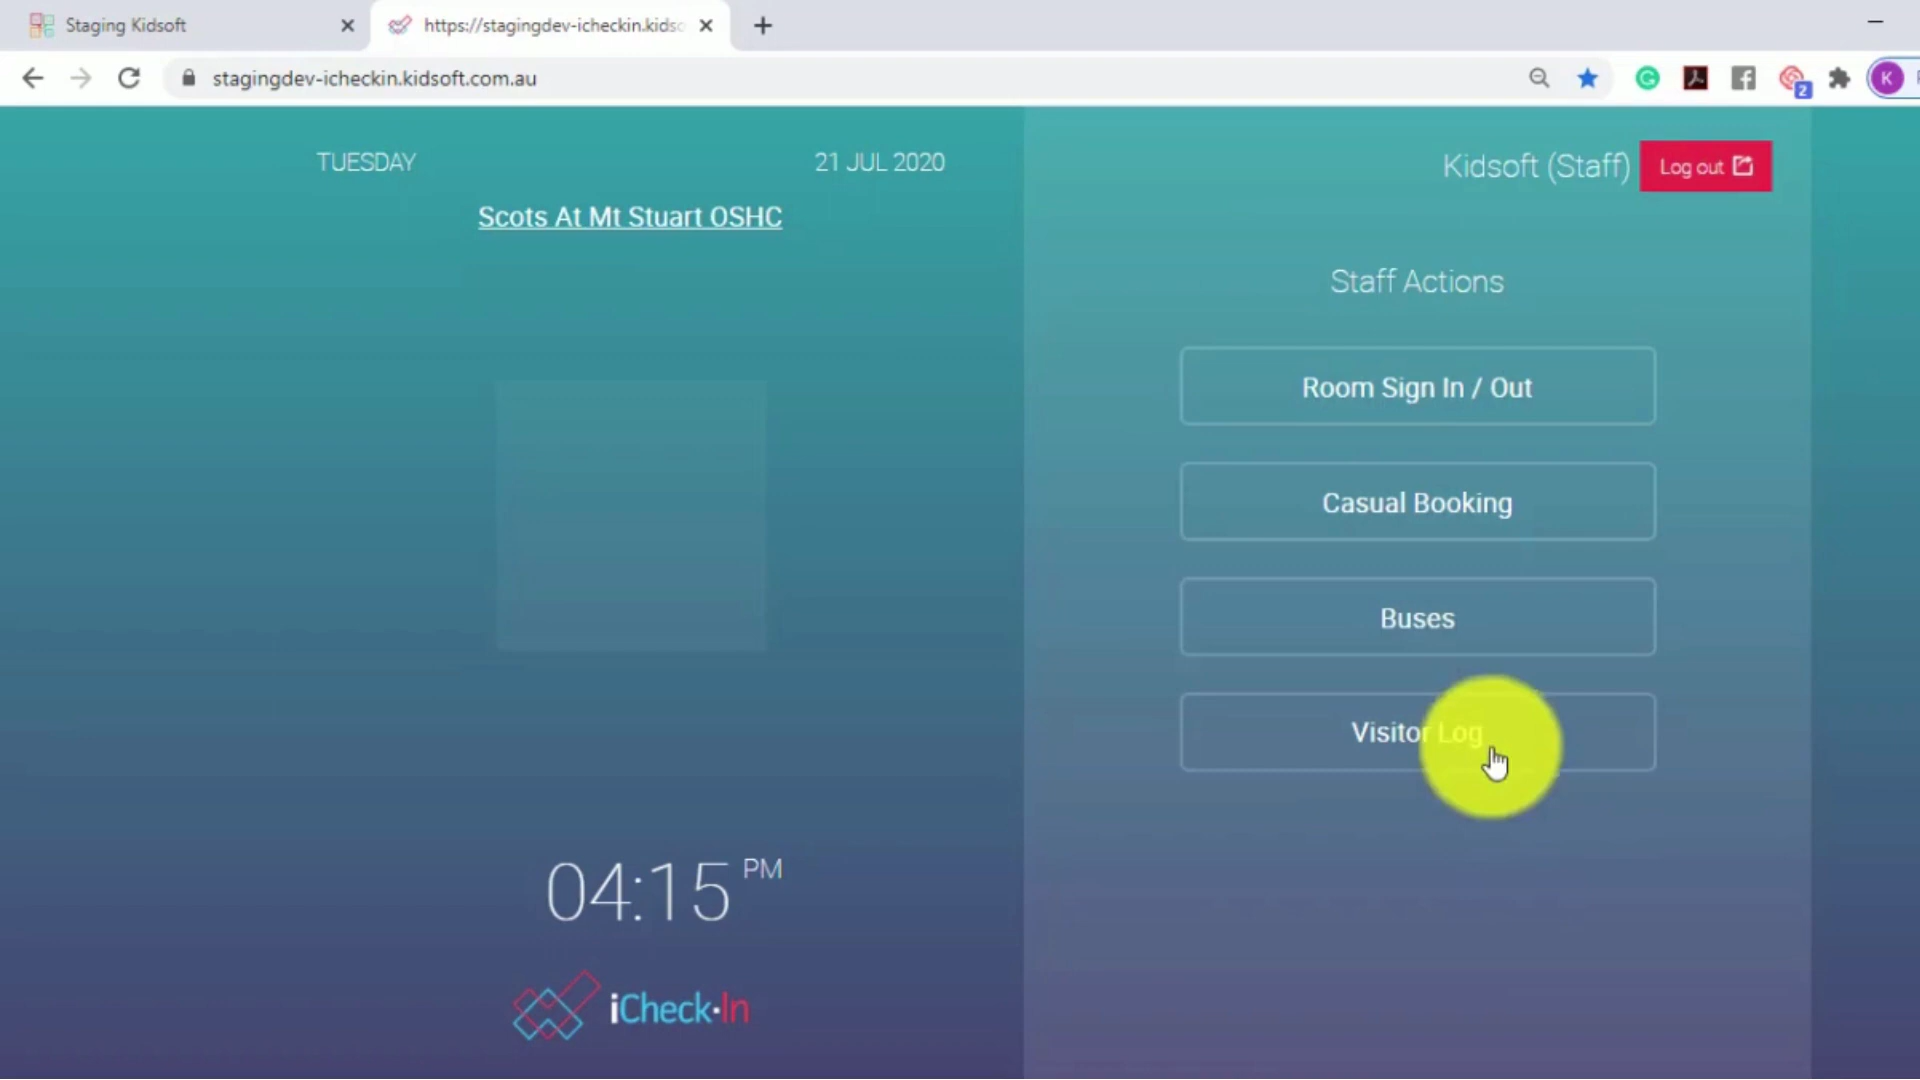 Staging Kidsoft
https://stagingdev-icheckin.kidso
stagingdev-icheckin.kidsoft.com.au
2
K
TUESDAY
21 JUL 2020
Scots At Mt Stuart OSHC
Kidsoft (Staff)
Log out
Staff Actions
Room Sign In / Out
Casual Booking
Buses
Visitor Log
04:15 PM
iCheck·In